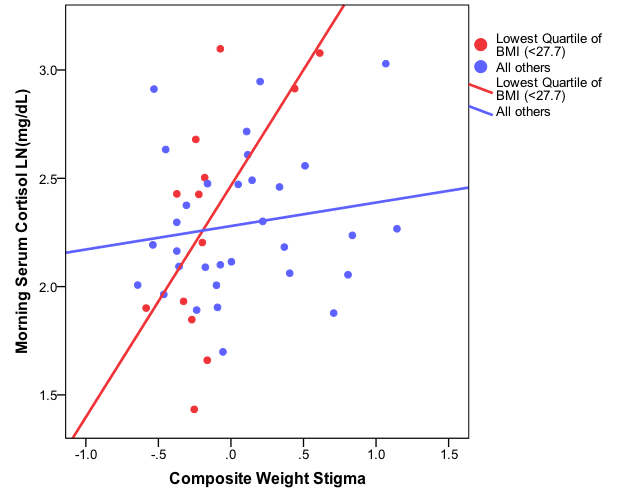 Morning Serum Cortisol LN(mg/dL)
3.0
2.5
2.0
1.5
-1.0
-.5
.0
.5
1.0
1.5
Composite Weight Stigma
Lowest Quartile of
BMI (<27.7)
All others
Lowest Quartile of
BMI (<27.7)
All others